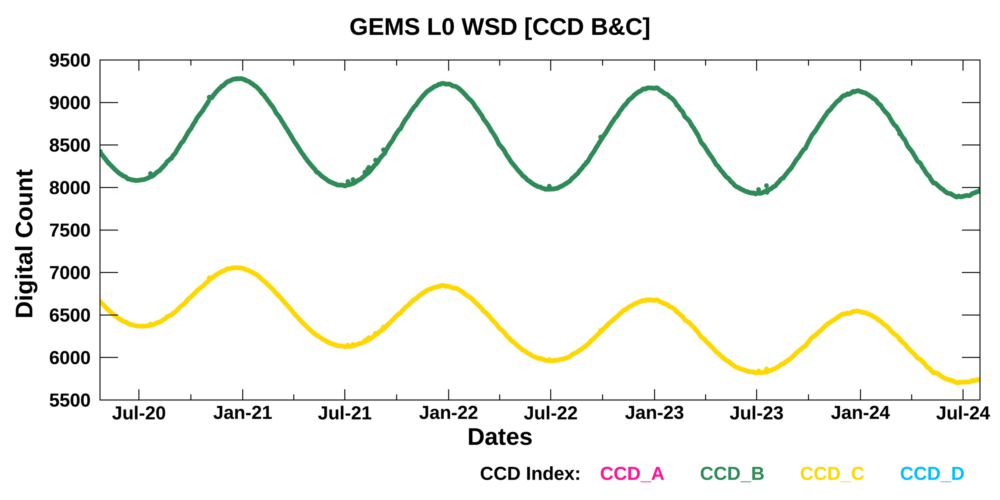 GEMS L0 WSD [CCD B&C]
9500
9000
8500
8000
7500
7000
6500
6000
5500
Digital Count
Jul-20 Jan-21 Jul-21 Jan-22 Jul-22 Jan-23 Jul-23 Jan-24 Jul-24
Dates
CCD Index: CCD_A CCD_B CCD_C CCD_D